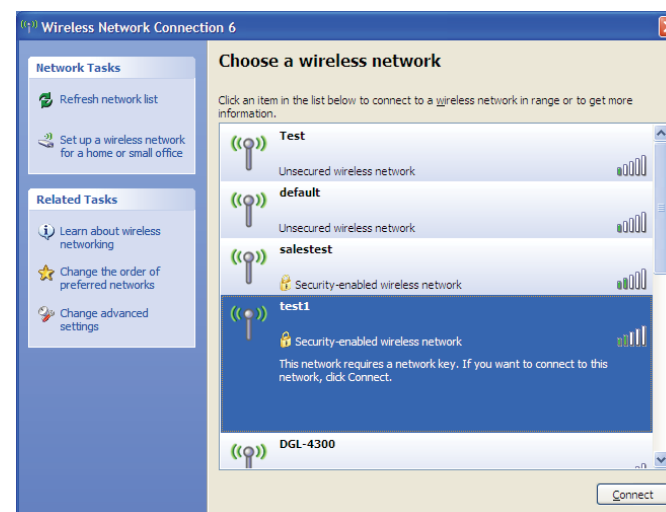 Wireless Network Connection 6
Network Tasks
Refresh network list
Set up a wireless network
for a home or small office
Related Tasks
Learn about wireless
networking
Change the order of
preferred networks
Change advanced
settings
Choose a wireless network
Click an item in the list below to connect to a wireless network in range or to get more
information.
Test
Unsecured wireless network
default
Unsecured wireless network
salestest
Security-enabled wireless network
test1
Security-enabled wireless network
This network requires a network key. If you want to connect to this
network, click Connect.
DGL-4300
Connect